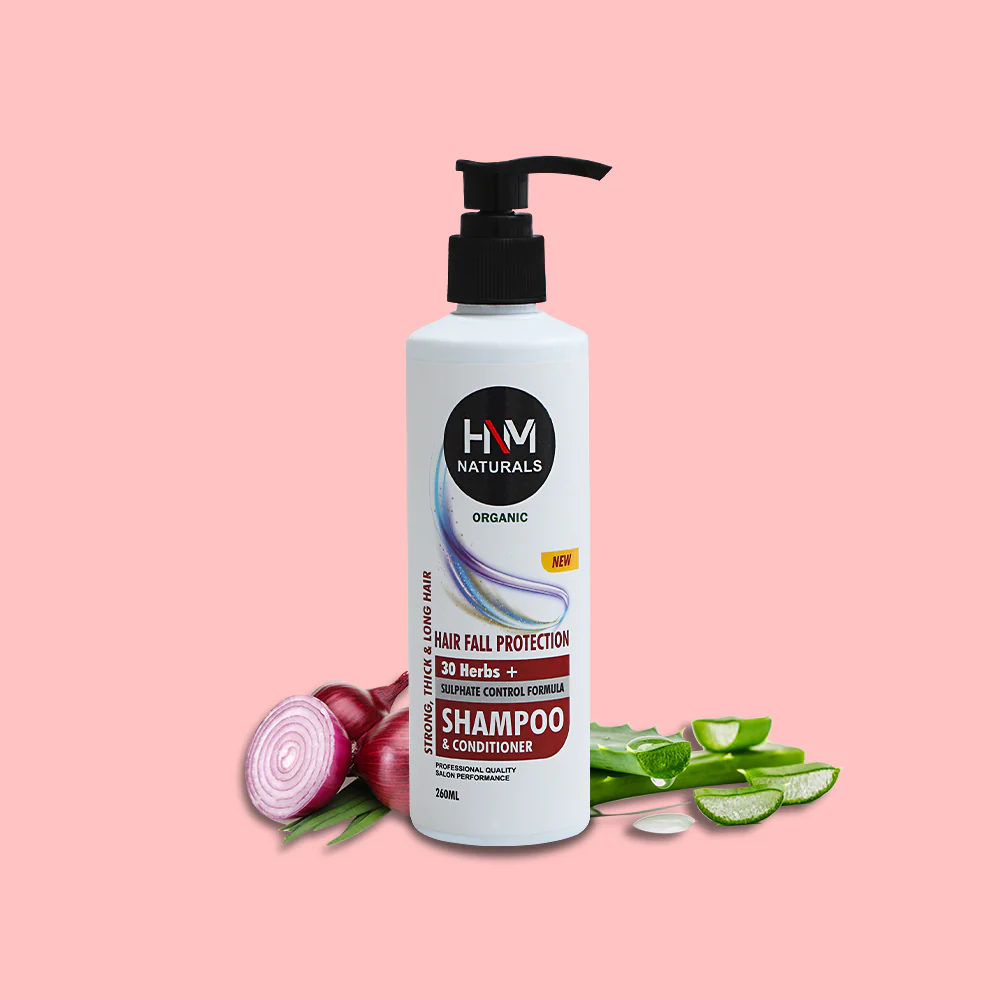 HNM
NATURALS
ORGANIC
NEW
STRONG, THICK & LONG HAIR
HAIR FALL PROTECTION
30 Herbs +
SULPHATE CONTROL FORMULA
SHAMPOO
& CONDITIONER
PROFESSIONAL QUALITY
SALON PERFORMANCE
260ML